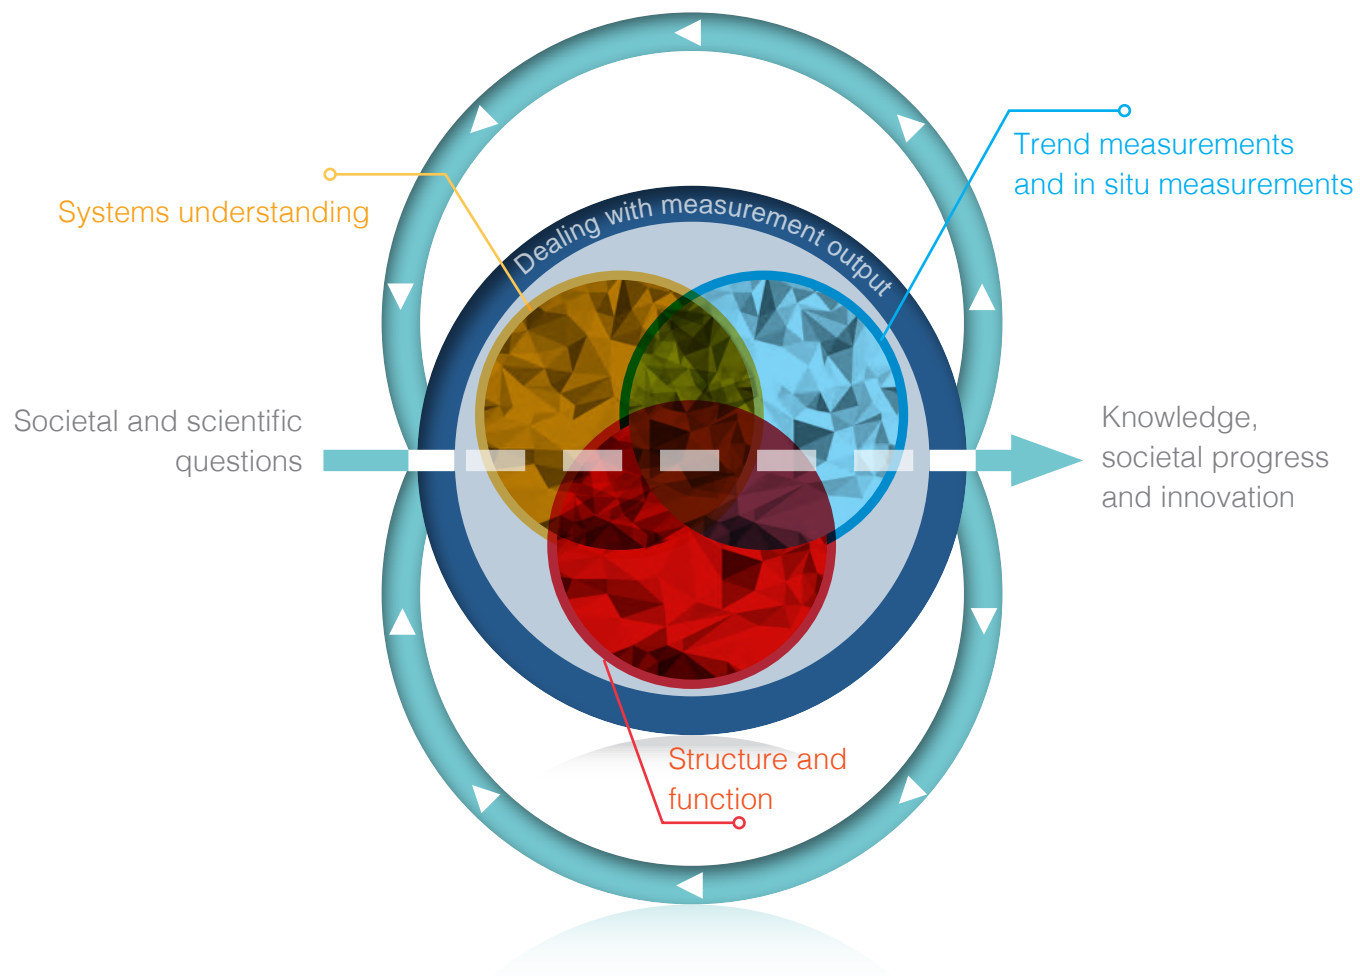 Trend measurements
and in situ measurements
Systems understanding
Dealing with measurement output
Societal and scientific
questions
Knowledge,
societal progress
and innovation
Structure and
function